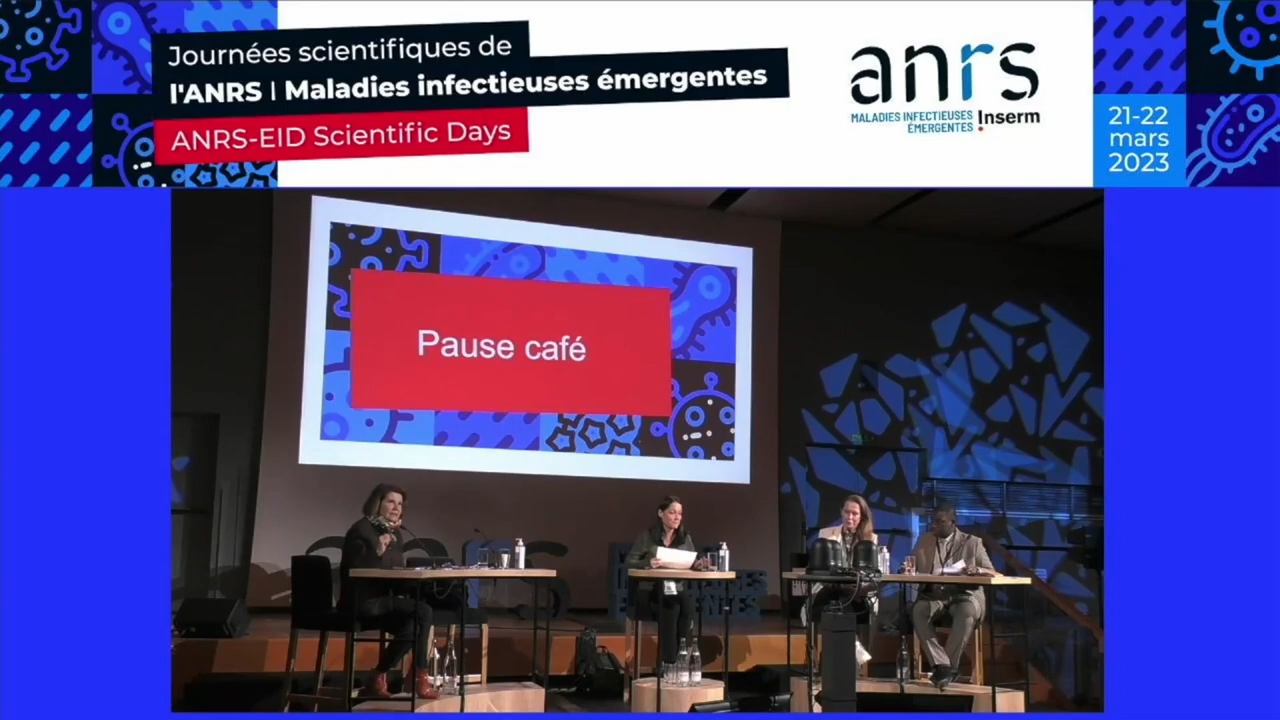 Journées scientifiques de
l'ANRS | Maladies infectieuses émergentes
ANRS-EID Scientific Days
anrs
MALADIES INFECTIEUSES
ÉMERGENTES
Inserm
21-22
mars
2023
Pause café